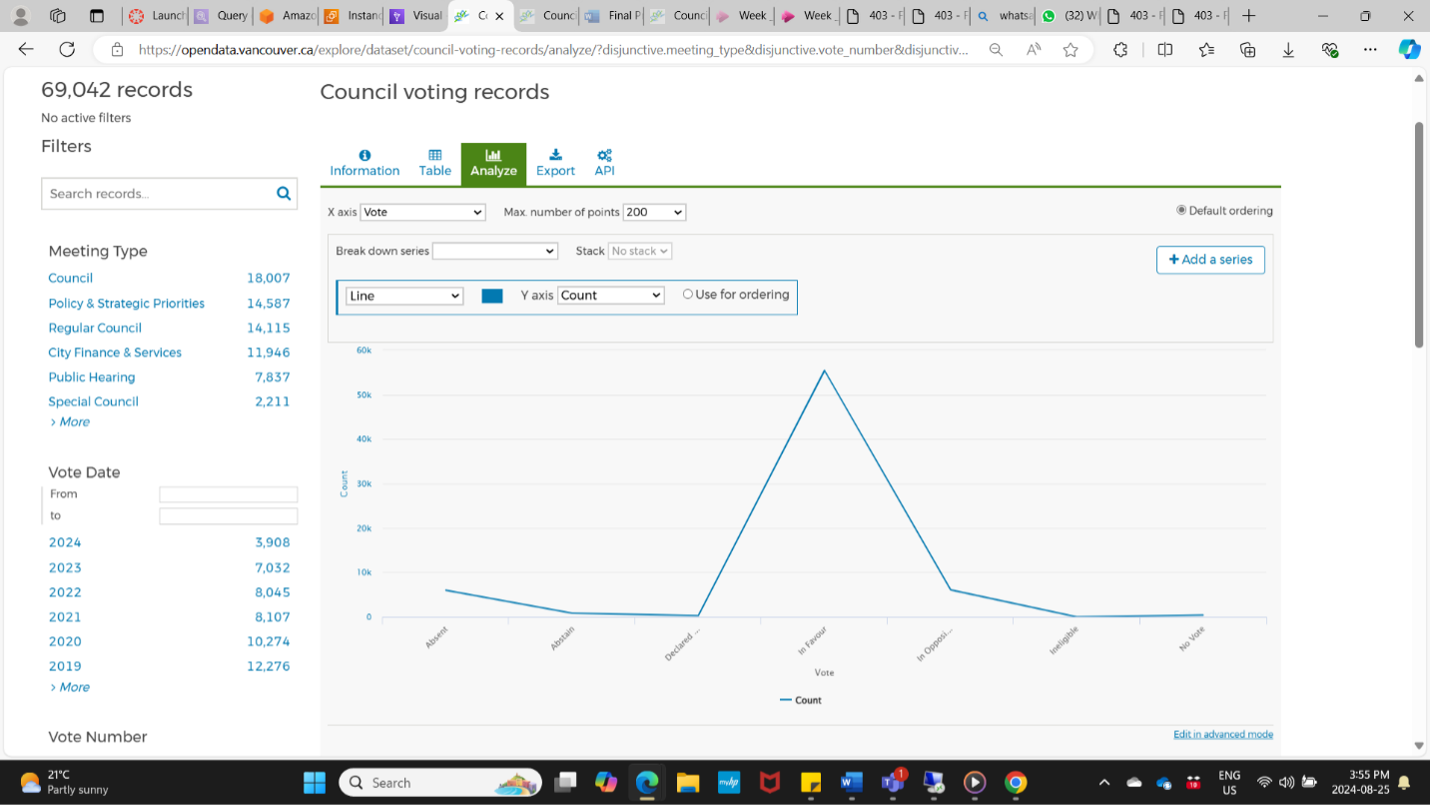 Launch
Query
Amazo
Instanc
Visual
Co
Counc
Final P
Counci
Week
Week
403 - F
403 - F
whatsa
(32) W
403 - F
403 - F
https://opendata.vancouver.ca/explore/dataset/council-voting-records/analyze/?disjunctive.meeting_type&disjunctive.vote_number&disjunctiv...
69,042 records
No active filters
Filters
Search records...
Meeting Type
Council 18,007
Policy & Strategic Priorities 14,587
Regular Council 14,115
City Finance & Services 11,946
Public Hearing 7,837
Special Council 2,211
> More
Vote Date
From
to
2024 3,908
2023 7,032
2022 8,045
2021 8,107
2020 10,274
2019 12,276
> More
Vote Number
Council voting records
Information Table Analyze Export API
X axis Vote Max. number of points 200 Default ordering
Break down series Stack No stack + Add a series
Line Y axis Count Use for ordering
60k
50k
40k
30k
20k
10k
0
Count
Absent
Abstain
Declared ...
In Favour
In Opposi...
Ineligible
No Vote
Vote
Count
Edit in advanced mode
21°C
Partly sunny
Search
myhp
1
10
ENG
US
3:55 PM
2024-08-25